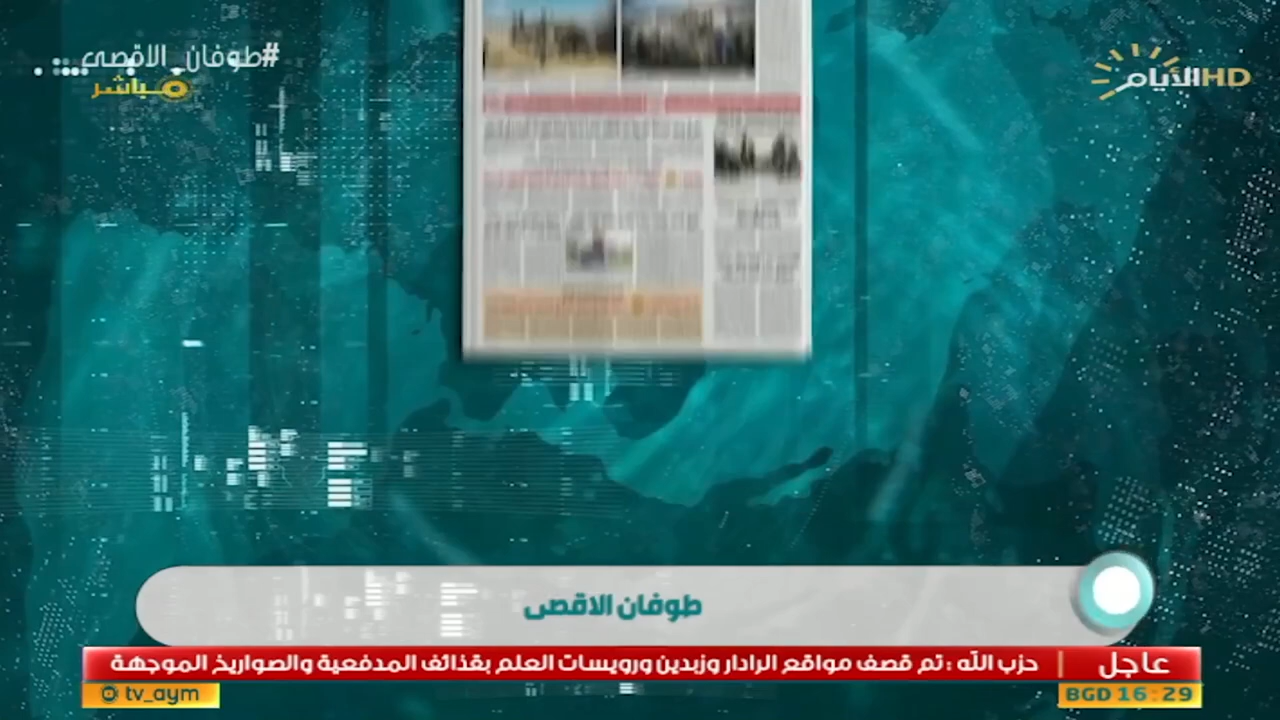 #طوفان_الاقصى
مباشر
الأيام HD
طوفان الاقصى
عاجل | حزب الله : تم قصف مواقع الرادار وزبدين ورويسات العلم بقذائف المدفعية والصواريخ الموجهة
tv_aym
BGD 16:29